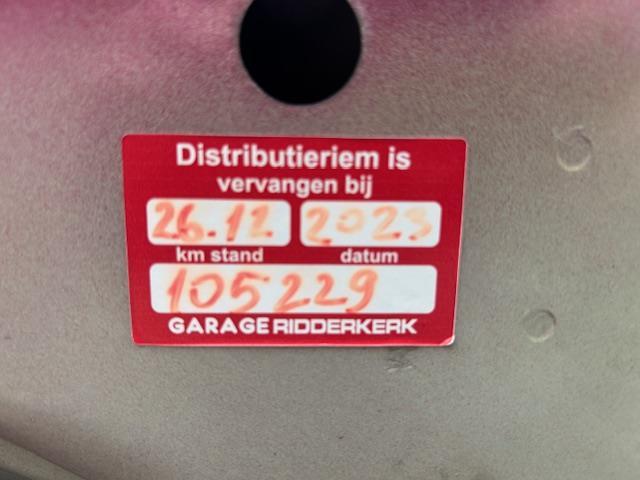 Distributieriem is
vervangen bij
26.12 2023
km stand datum
105229
GARAGE RIDDERKERK